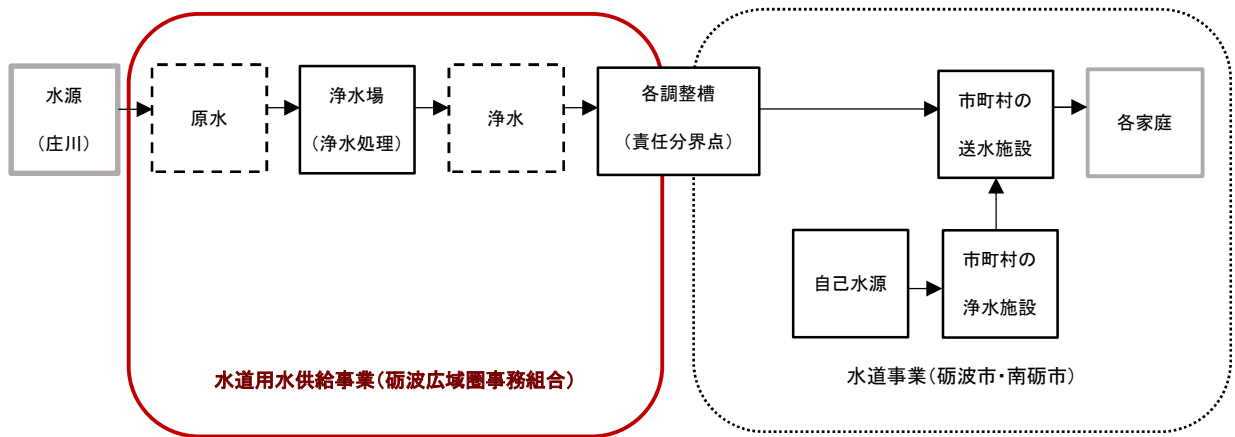 水源
(庄川)
原水
浄水場
(浄水処理)
浄水
各調整槽
(責任分界点)
市町村の
送水施設
各家庭
自己水源
市町村の
浄水施設
水道用水供給事業(砺波広域圏事務組合)
水道事業(砺波市・南砺市)